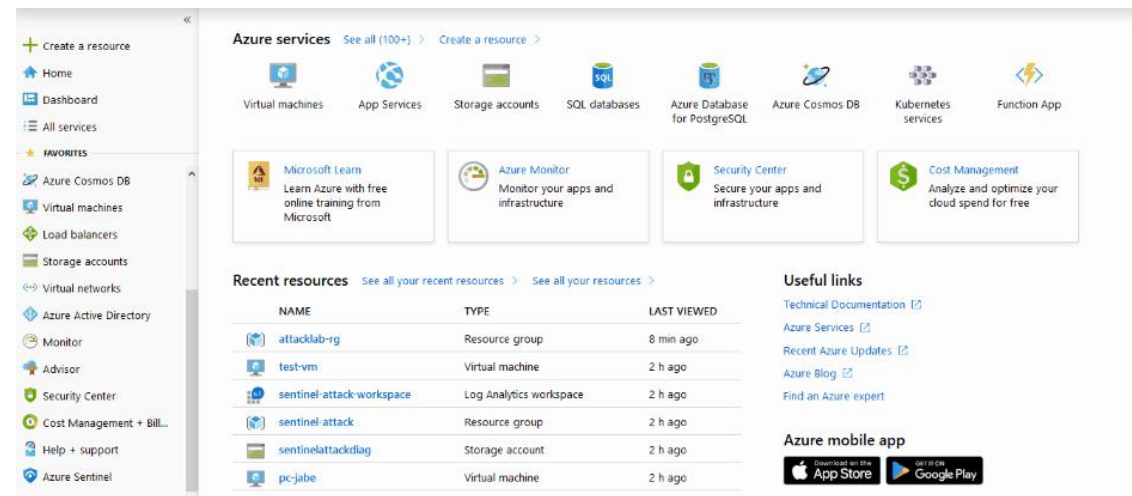 «
Create a resource
Home
Dashboard
All services
FAVORITES
Azure Cosmos DB
Virtual machines
Load balancers
Storage accounts
Virtual networks
Azure Active Directory
Monitor
Advisor
Security Center
Cost Management + Bill...
Help + support
Azure Sentinel
Azure services See all (100+) > Create a resource >
Virtual machines
App Services
Storage accounts
SQL
SQL databases
Azure Database
for PostgreSQL
Azure Cosmos DB
Kubernetes
services
Function App
Microsoft Learn
Learn Azure with free
online training from
Microsoft
Azure Monitor
Monitor your apps and
infrastructure
Security Center
Secure your apps and
infrastructure
Cost Management
Analyze and optimize your
cloud spend for free
Recent resources See all your recent resources > See all your resources >
NAME TYPE LAST VIEWED
attacklab-rg Resource group 8 min ago
test-vm Virtual machine 2 h ago
sentinel-attack-workspace Log Analytics workspace 2 h ago
sentinel-attack Resource group 2 h ago
sentinelattackdiag Storage account 2 h ago
pc-jabe Virtual machine 2 h ago
Useful links
Technical Documentation
Azure Services
Recent Azure Updates
Azure Blog
Find an Azure expert
Azure mobile app
Download on the
App Store
GET IT ON
Google Play